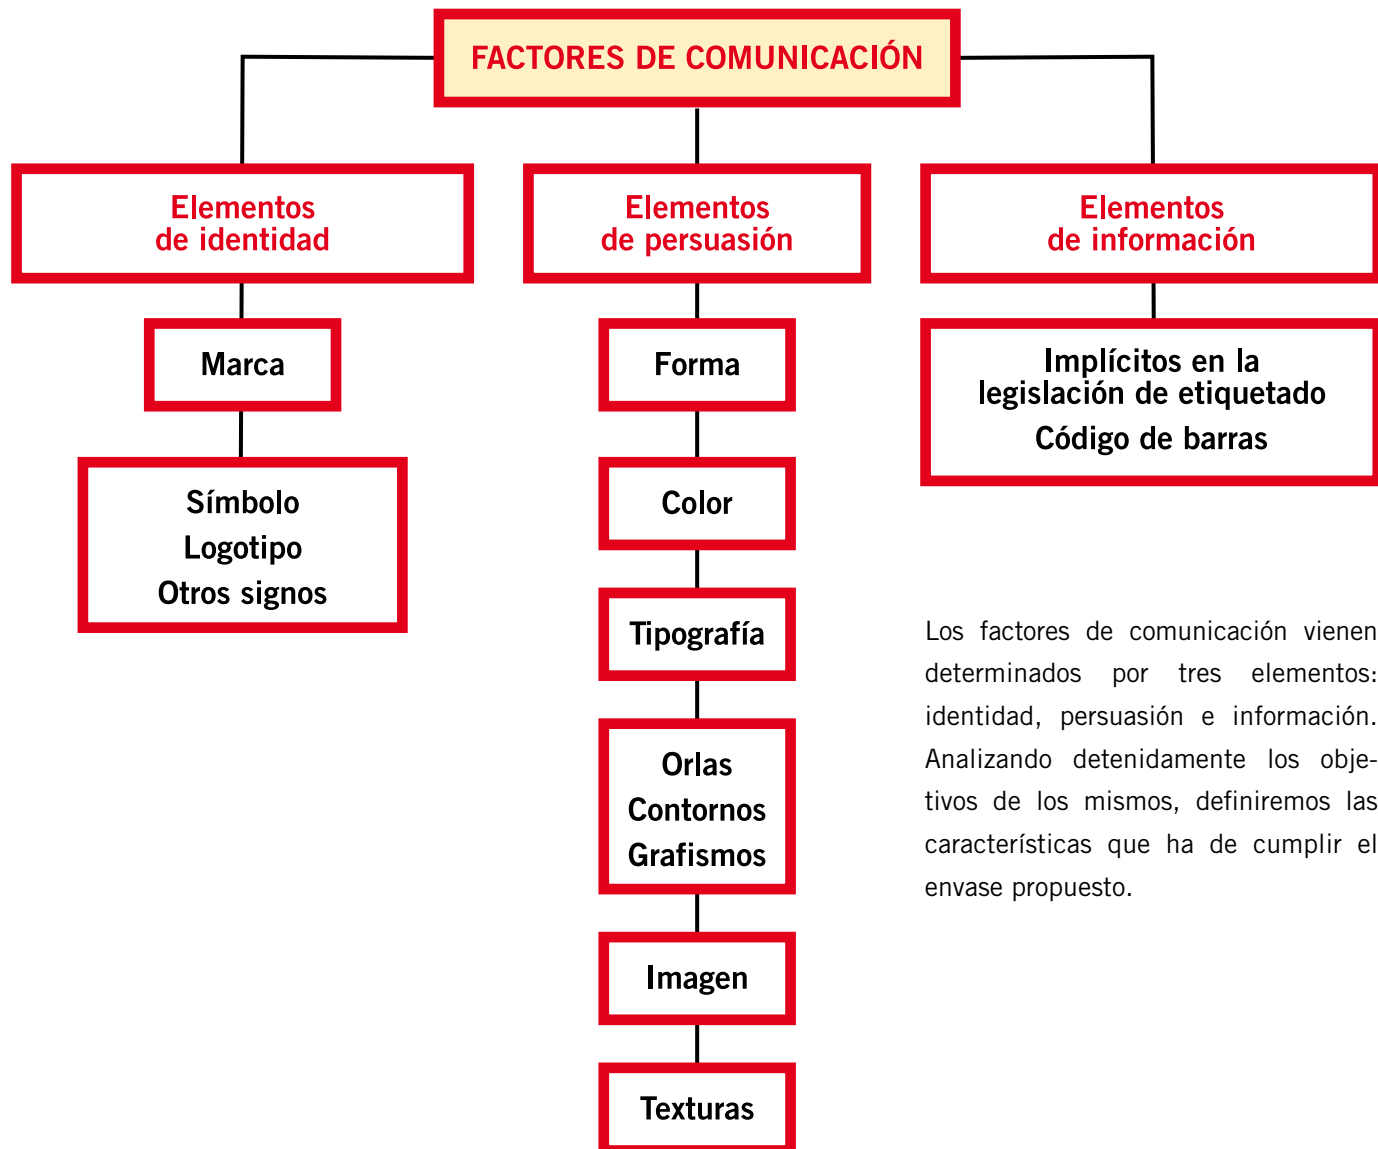 FACTORES DE COMUNICACIÓN
Elementos
de identidad
Marca
Símbolo
Logotipo
Otros signos
Elementos
de persuasión
Forma
Color
Tipografía
Orlas
Contornos
Grafismos
Imagen
Texturas
Elementos
de información
Implícitos en la
legislación de etiquetado
Código de barras
Los factores de comunicación vienen
determinados por tres elementos:
identidad, persuasión e información.
Analizando detenidamente los obje-
tivos de los mismos, definiremos las
características que ha de cumplir el
envase propuesto.